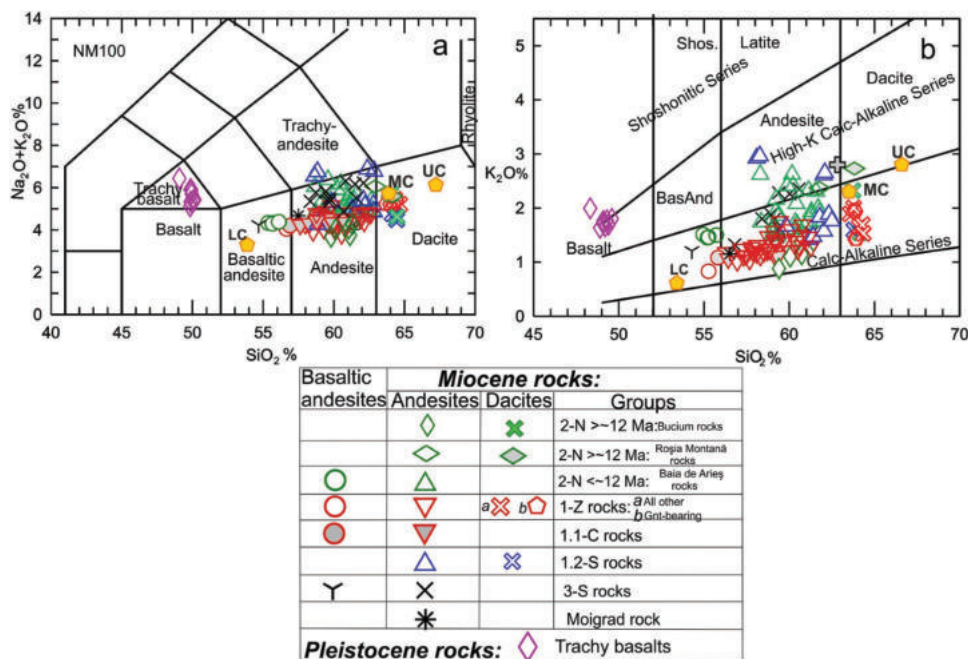 NM100
a
Na₂O+K₂O%
14
12
10
8
6
4
2
0
Trachy-
andesite
Rhyolite
UC
MC
Trachy
basalt
LC
Basalt
Basaltic
andesite
Andesite
Dacite
40 45 50 55 60 65 70
SiO₂%
b
K₂O%
5
4
3
2
1
0
Shos.
Latite
Shoshonitic Series
Dacite
Andesite
High-K Calc-Alkaline Series
UC
MC
BasAnd
Basalt
Calc-Alkaline Series
LC
45 50 55 60 65 70
SiO₂%
Basaltic
andesites
Miocene rocks:
Andesites Dacites Groups
2-N >~12 Ma: Bucium rocks
2-N >~12 Ma: Roşia Montană
rocks
2-N <~12 Ma: Baia de Arieş
rocks
a b 1-Z rocks: a All other
b Gnt-bearing
1.1-C rocks
1.2-S rocks
3-S rocks
Moigrad rock
Pleistocene rocks: Trachy basalts